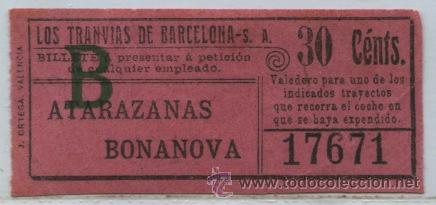 LOS TRANVIAS DE BARCELONA-S. A.
BILLETE á presentar á petición
de cualquier empleado.
B
ATARAZANAS
BONANOVA
30 Cénts.
Valedero para uno de los
indicados trayectos
que recorra el coche en
que se haya expendido.
17671
J. ORTEGA. VALENCIA
www.todocoleccion.net